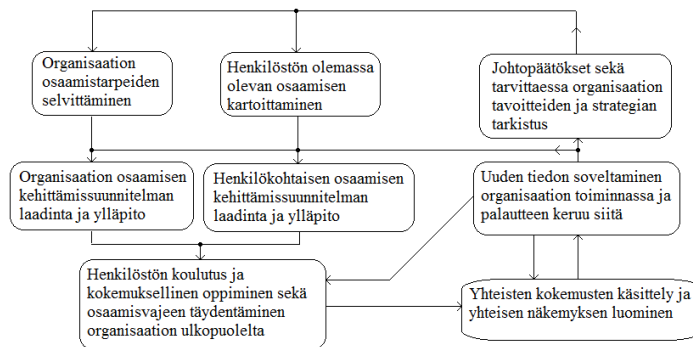 Organisaation
osaamistarpeiden
selvittäminen
Henkilöstön olemassa
olevan osaamisen
kartoittaminen
Johtopäätökset sekä
tarvittaessa organisaation
tavoitteiden ja strategian
tarkistus
Organisaation osaamisen
kehittämissuunnitelman
laadinta ja ylläpito
Henkilökohtaisen osaamisen
kehittämissuunnitelman
laadinta ja ylläpito
Uuden tiedon soveltaminen
organisaation toiminnassa ja
palautteen keruu siitä
Henkilöstön koulutus ja
kokemuksellinen oppiminen sekä
osaamisvajeen täydentäminen
organisaation ulkopuolelta
Yhteisten kokemusten käsittely ja
yhteisen näkemyksen luominen